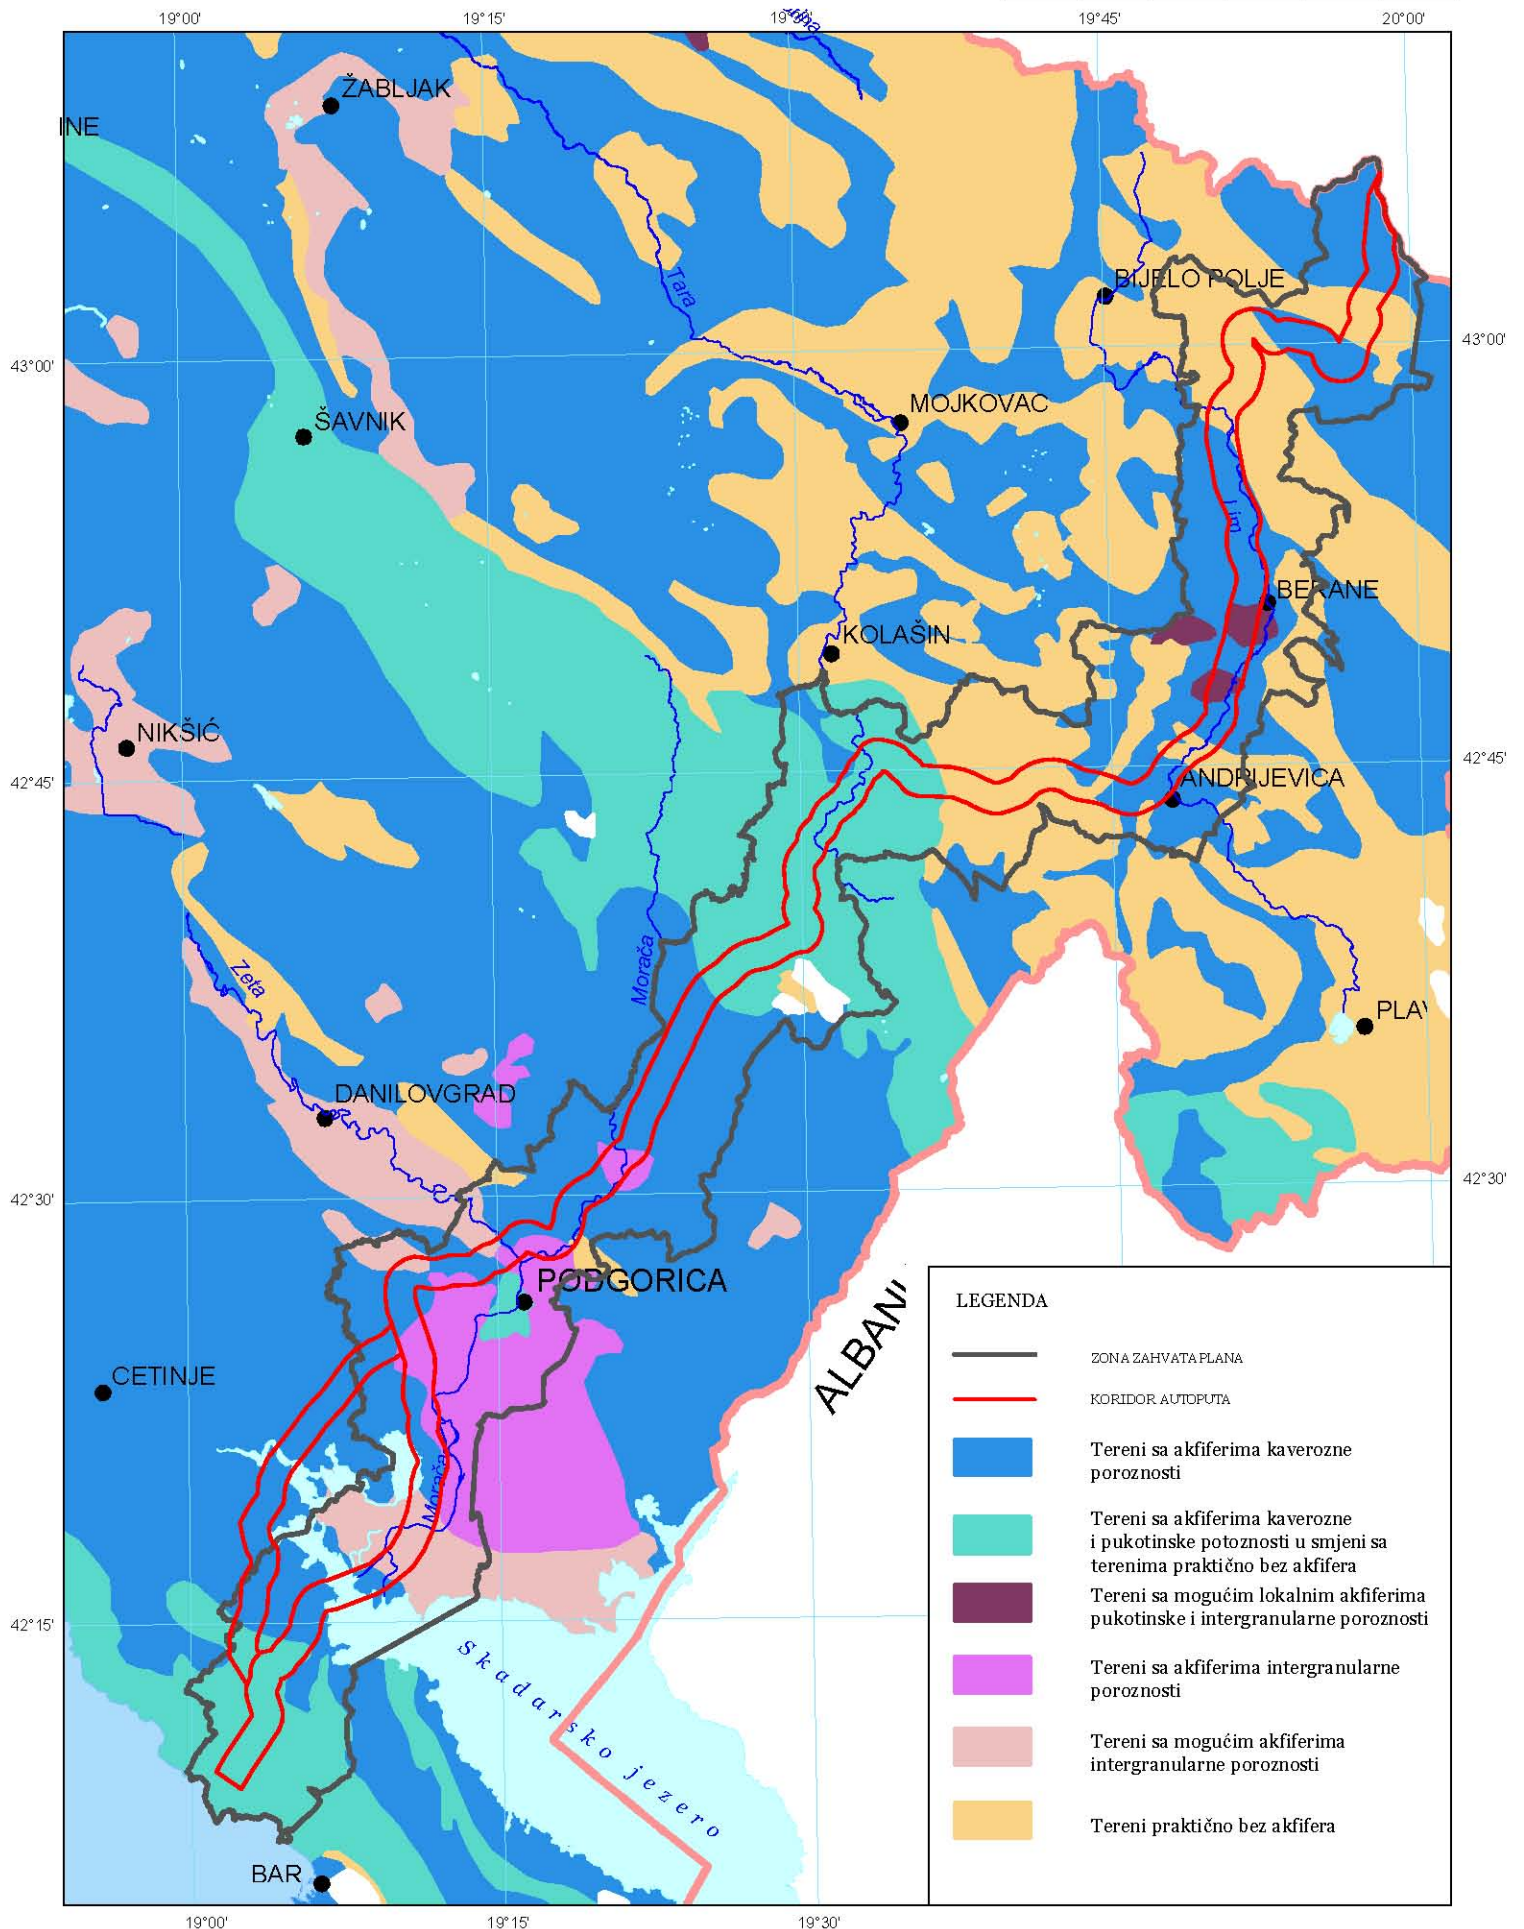 19°00'
19°15'
19°45'
20°00'
ŽABLJAK
INE
Tara
BIJELO POLJE
43°00'
43°00'
MOJKOVAC
ŠAVNIK
Lim
BERANE
KOLAŠIN
NIKŠIĆ
42°45'
42°45'
ANDRIJEVICA
Morača
Zeta
PLAV
DANILOVGRAD
42°30'
42°30'
PODGORICA
ALBANI
CETINJE
Morača
42°15'
Skadarsko jezero
BAR
19°00'
19°15'
19°30'
LEGENDA
ZONA ZAHVATA PLANA
KORIDOR AUTOPUTA
Tereni sa akfiferima kaverozne
poroznosti
Tereni sa akfiferima kaverozne
i pukotinske potoznosti u smjeni sa
terenima praktično bez akfifera
Tereni sa mogućim lokalnim akfiferima
pukotinske i intergranularne poroznosti
Tereni sa akfiferima intergranularne
poroznosti
Tereni sa mogućim akfiferima
intergranularne poroznosti
Tereni praktično bez akfifera